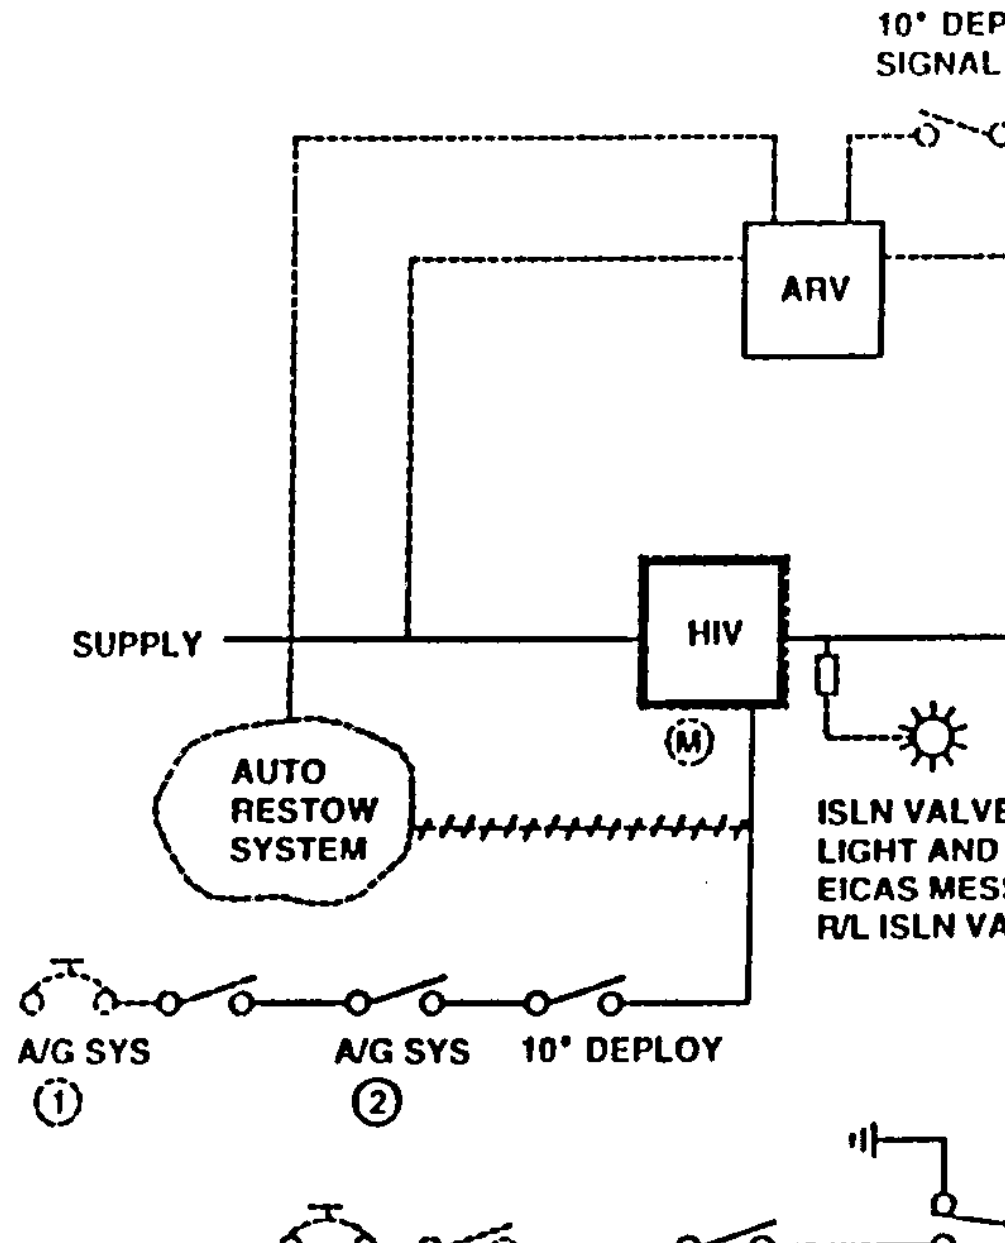 10° DEP
SIGNAL
ARV
SUPPLY
HIV
M
AUTO
RESTOW
SYSTEM
ISLN VALVE
LIGHT AND
EICAS MESS
R/L ISLN VA
A/G SYS
A/G SYS
10° DEPLOY
1
2